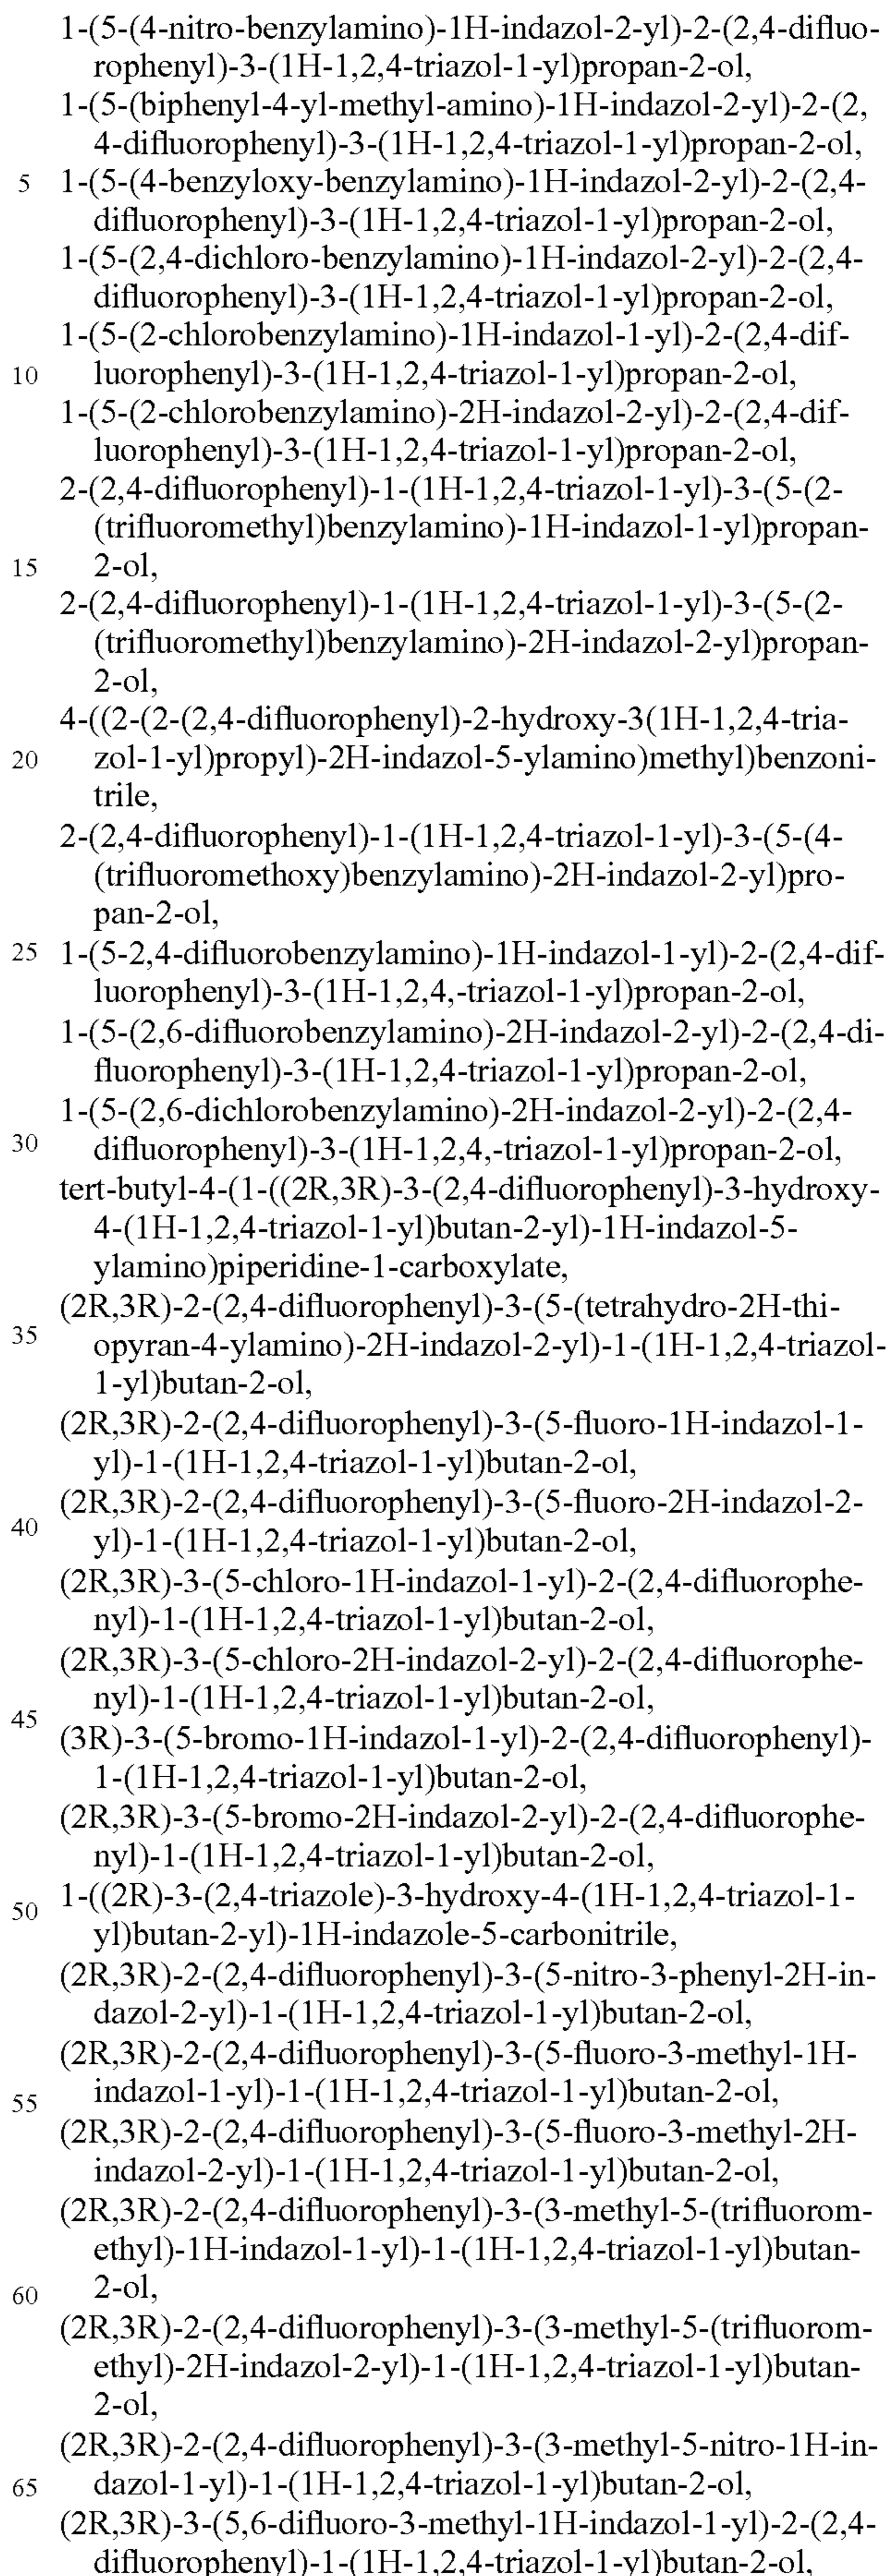 1-(5-(4-nitro-benzylamino)-1H-indazol-2-yl)-2-(2,4-difluo-
rophenyl)-3-(1H-1,2,4-triazol-1-yl)propan-2-ol,
1-(5-(biphenyl-4-yl-methyl-amino)-1H-indazol-2-yl)-2-(2,
4-difluorophenyl)-3-(1H-1,2,4-triazol-1-yl)propan-2-ol,
5 1-(5-(4-benzyloxy-benzylamino)-1H-indazol-2-yl)-2-(2,4-
difluorophenyl)-3-(1H-1,2,4-triazol-1-yl)propan-2-ol,
1-(5-(2,4-dichloro-benzylamino)-1H-indazol-2-yl)-2-(2,4-
difluorophenyl)-3-(1H-1,2,4-triazol-1-yl)propan-2-ol,
1-(5-(2-chlorobenzylamino)-1H-indazol-1-yl)-2-(2,4-dif-
10 luorophenyl)-3-(1H-1,2,4-triazol-1-yl)propan-2-ol,
1-(5-(2-chlorobenzylamino)-2H-indazol-2-yl)-2-(2,4-dif-
luorophenyl)-3-(1H-1,2,4-triazol-1-yl)propan-2-ol,
2-(2,4-difluorophenyl)-1-(1H-1,2,4-triazol-1-yl)-3-(5-(2-
(trifluoromethyl)benzylamino)-1H-indazol-1-yl)propan-
15 2-ol,
2-(2,4-difluorophenyl)-1-(1H-1,2,4-triazol-1-yl)-3-(5-(2-
(trifluoromethyl)benzylamino)-2H-indazol-2-yl)propan-
2-ol,
4-((2-(2-(2,4-difluorophenyl)-2-hydroxy-3(1H-1,2,4-tria-
20 zol-1-yl)propyl)-2H-indazol-5-ylamino)methyl)benzoni-
trile,
2-(2,4-difluorophenyl)-1-(1H-1,2,4-triazol-1-yl)-3-(5-(4-
(trifluoromethoxy)benzylamino)-2H-indazol-2-yl)pro-
pan-2-ol,
25 1-(5-2,4-difluorobenzylamino)-1H-indazol-1-yl)-2-(2,4-dif-
luorophenyl)-3-(1H-1,2,4,-triazol-1-yl)propan-2-ol,
1-(5-(2,6-difluorobenzylamino)-2H-indazol-2-yl)-2-(2,4-di-
fluorophenyl)-3-(1H-1,2,4-triazol-1-yl)propan-2-ol,
1-(5-(2,6-dichlorobenzylamino)-2H-indazol-2-yl)-2-(2,4-
30 difluorophenyl)-3-(1H-1,2,4,-triazol-1-yl)propan-2-ol,
tert-butyl-4-(1-((2R,3R)-3-(2,4-difluorophenyl)-3-hydroxy-
4-(1H-1,2,4-triazol-1-yl)butan-2-yl)-1H-indazol-5-
ylamino)piperidine-1-carboxylate,
(2R,3R)-2-(2,4-difluorophenyl)-3-(5-(tetrahydro-2H-thi-
35 opyran-4-ylamino)-2H-indazol-2-yl)-1-(1H-1,2,4-triazol-
1-yl)butan-2-ol,
(2R,3R)-2-(2,4-difluorophenyl)-3-(5-fluoro-1H-indazol-1-
yl)-1-(1H-1,2,4-triazol-1-yl)butan-2-ol,
(2R,3R)-2-(2,4-difluorophenyl)-3-(5-fluoro-2H-indazol-2-
40 yl)-1-(1H-1,2,4-triazol-1-yl)butan-2-ol,
(2R,3R)-3-(5-chloro-1H-indazol-1-yl)-2-(2,4-difluorophe-
nyl)-1-(1H-1,2,4-triazol-1-yl)butan-2-ol,
(2R,3R)-3-(5-chloro-2H-indazol-2-yl)-2-(2,4-difluorophe-
45 nyl)-1-(1H-1,2,4-triazol-1-yl)butan-2-ol,
(3R)-3-(5-bromo-1H-indazol-1-yl)-2-(2,4-difluorophenyl)-
1-(1H-1,2,4-triazol-1-yl)butan-2-ol,
(2R,3R)-3-(5-bromo-2H-indazol-2-yl)-2-(2,4-difluorophe-
nyl)-1-(1H-1,2,4-triazol-1-yl)butan-2-ol,
50 1-((2R)-3-(2,4-triazole)-3-hydroxy-4-(1H-1,2,4-triazol-1-
yl)butan-2-yl)-1H-indazole-5-carbonitrile,
(2R,3R)-2-(2,4-difluorophenyl)-3-(5-nitro-3-phenyl-2H-in-
dazol-2-yl)-1-(1H-1,2,4-triazol-1-yl)butan-2-ol,
(2R,3R)-2-(2,4-difluorophenyl)-3-(5-fluoro-3-methyl-1H-
55 indazol-1-yl)-1-(1H-1,2,4-triazol-1-yl)butan-2-ol,
(2R,3R)-2-(2,4-difluorophenyl)-3-(5-fluoro-3-methyl-2H-
indazol-2-yl)-1-(1H-1,2,4-triazol-1-yl)butan-2-ol,
(2R,3R)-2-(2,4-difluorophenyl)-3-(3-methyl-5-(trifluorom-
ethyl)-1H-indazol-1-yl)-1-(1H-1,2,4-triazol-1-yl)butan-
60 2-ol,
(2R,3R)-2-(2,4-difluorophenyl)-3-(3-methyl-5-(trifluorom-
ethyl)-2H-indazol-2-yl)-1-(1H-1,2,4-triazol-1-yl)butan-
2-ol,
(2R,3R)-2-(2,4-difluorophenyl)-3-(3-methyl-5-nitro-1H-in-
65 dazol-1-yl)-1-(1H-1,2,4-triazol-1-yl)butan-2-ol,
(2R,3R)-3-(5,6-difluoro-3-methyl-1H-indazol-1-yl)-2-(2,4-
difluorophenyl)-1-(1H-1,2,4-triazol-1-yl)butan-2-ol,